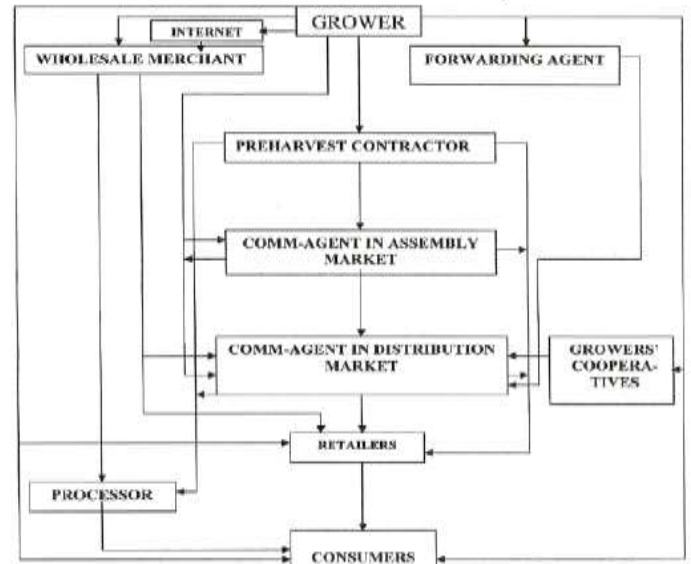 GROWER
INTERNET
WHOLESALE MERCHANT
FORWARDING AGENT
PREHARVEST CONTRACTOR
COMM-AGENT IN ASSEMBLY
MARKET
COMM-AGENT IN DISTRIBUTION
MARKET
GROWERS'
COOPERA-
TIVES
RETAILERS
PROCESSOR
CONSUMERS